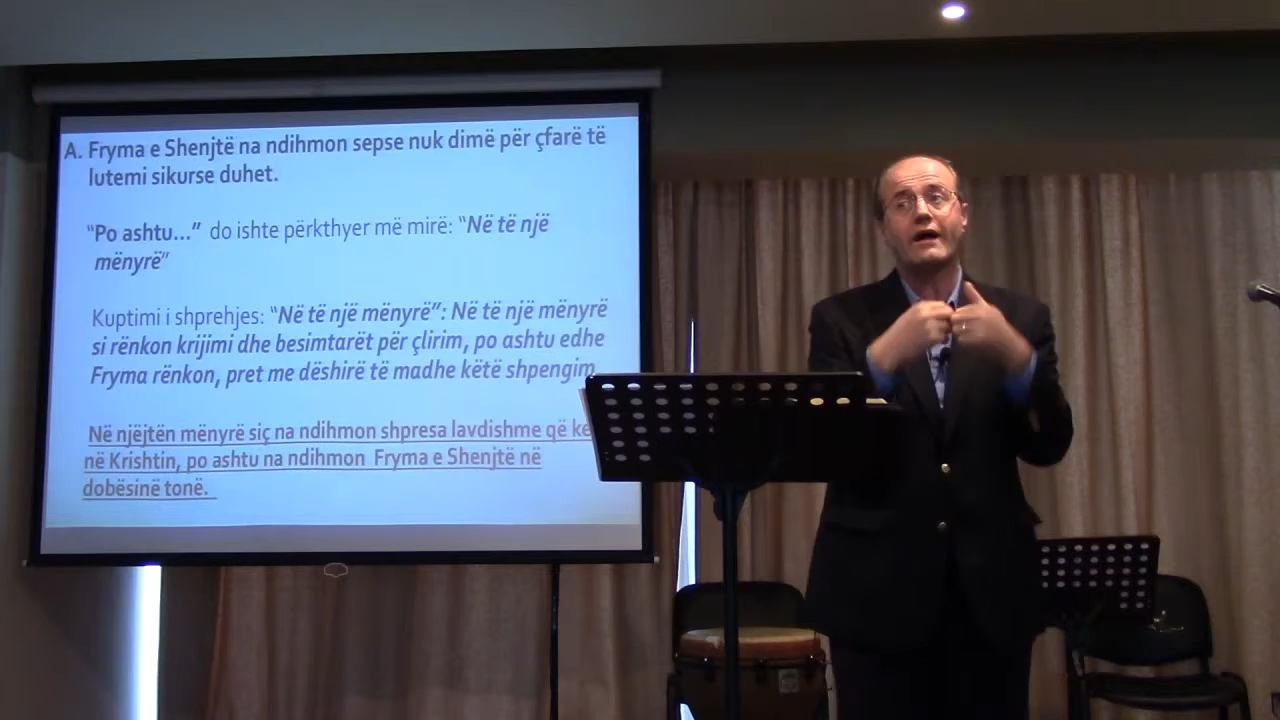 A. Fryma e Shenjtë na ndihmon sepse nuk dimë për çfarë të
lutemi sikurse duhet.
“Po ashtu...” do ishte përkthyer më mirë: “Në të një
mënyrë”
Kuptimi i shprehjes: “Në të një mënyrë”: Në të një mënyrë
si rënkon krijimi dhe besimtarët për çlirim, po ashtu edhe
Fryma rënkon, pret me dëshirë të madhe këtë shpengim
Në njëjtën mënyrë siç na ndihmon shpresa lavdishme që
në Krishtin, po ashtu na ndihmon Fryma e Shenjtë në
dobësinë tonë.